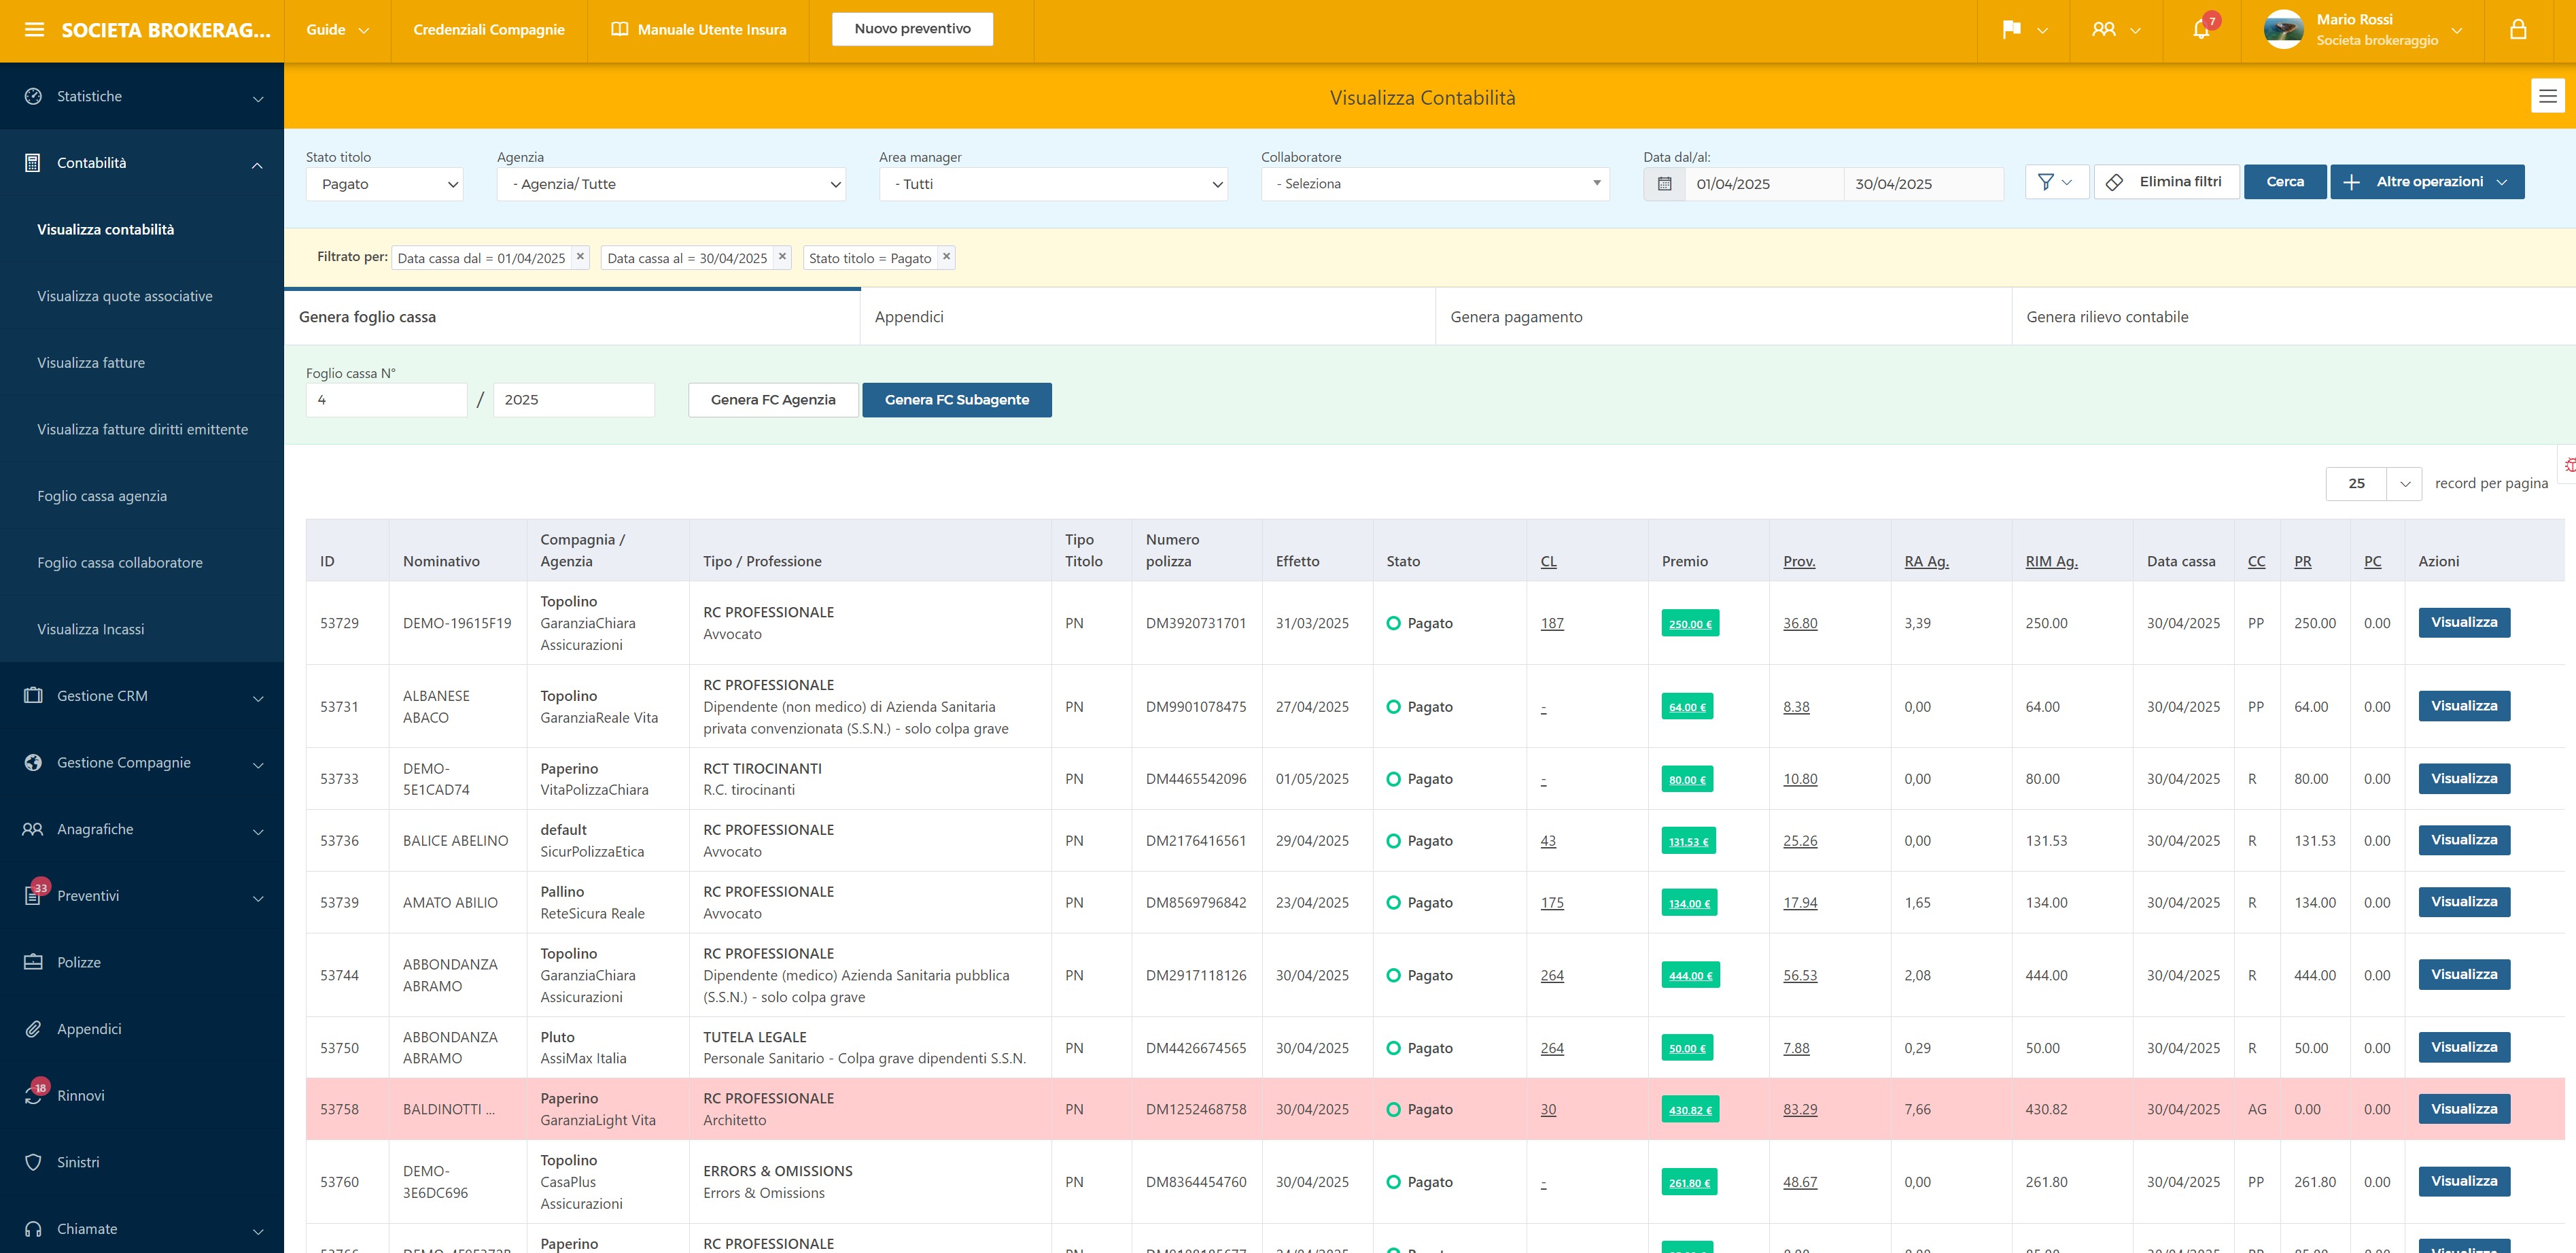 SOCIETA BROKERAG...
Guide
Credenziali Compagnie
Manuale Utente Insura
Nuovo preventivo
7
Mario Rossi
Societa brokeraggio
Statistiche
Contabilità
Visualizza contabilità
Visualizza quote associative
Visualizza fatture
Visualizza fatture diritti emittente
Foglio cassa agenzia
Foglio cassa collaboratore
Visualizza Incassi
Gestione CRM
Gestione Compagnie
Anagrafiche
33
Preventivi
Polizze
Appendici
18
Rinnovi
Sinistri
Chiamate
Visualizza Contabilità
Stato titolo
Agenzia
Area manager
Collaboratore
Data dal/al:
Pagato
- Agenzia/ Tutte
- Tutti
- Seleziona
01/04/2025
30/04/2025
Elimina filtri
Cerca
Altre operazioni
Filtrato per: Data cassa dal = 01/04/2025 × Data cassa al = 30/04/2025 × Stato titolo = Pagato ×
Genera foglio cassa
Appendici
Genera pagamento
Genera rilievo contabile
Foglio cassa N°
4 / 2025
Genera FC Agenzia
Genera FC Subagente
25 record per pagina
ID Nominativo Compagnia / Agenzia Tipo / Professione Tipo Titolo Numero polizza Effetto Stato CL Premio Prov. RA Ag. RIM Ag. Data cassa CC PR PC Azioni
53729 DEMO-19615F19 Topolino GaranziaChiara Assicurazioni RC PROFESSIONALE Avvocato PN DM3920731701 31/03/2025 Pagato 187 250.00 € 36.80 3,39 250.00 30/04/2025 PP 250.00 0.00 Visualizza
53731 ALBANESE ABACO Topolino GaranziaReale Vita RC PROFESSIONALE Dipendente (non medico) di Azienda Sanitaria privata convenzionata (S.S.N.) - solo colpa grave PN DM9901078475 27/04/2025 Pagato - 64.00 € 8.38 0,00 64.00 30/04/2025 PP 64.00 0.00 Visualizza
53733 DEMO-5E1CAD74 Paperino VitaPolizzaChiara RCT TIROCINANTI R.C. tirocinanti PN DM4465542096 01/05/2025 Pagato - 80.00 € 10.80 0,00 80.00 30/04/2025 R 80.00 0.00 Visualizza
53736 BALICE ABELINO default SicurPolizzaEtica RC PROFESSIONALE Avvocato PN DM2176416561 29/04/2025 Pagato 43 131.53 € 25.26 0,00 131.53 30/04/2025 R 131.53 0.00 Visualizza
53739 AMATO ABILIO Pallino ReteSicura Reale RC PROFESSIONALE Avvocato PN DM8569796842 23/04/2025 Pagato 175 134.00 € 17.94 1,65 134.00 30/04/2025 R 134.00 0.00 Visualizza
53744 ABBONDANZA ABRAMO Topolino GaranziaChiara Assicurazioni RC PROFESSIONALE Dipendente (medico) Azienda Sanitaria pubblica (S.S.N.) - solo colpa grave PN DM2917118126 30/04/2025 Pagato 264 444.00 € 56.53 2,08 444.00 30/04/2025 R 444.00 0.00 Visualizza
53750 ABBONDANZA ABRAMO Pluto AssiMax Italia TUTELA LEGALE Personale Sanitario - Colpa grave dipendenti S.S.N. PN DM4426674565 30/04/2025 Pagato 264 50.00 € 7.88 0,29 50.00 30/04/2025 R 50.00 0.00 Visualizza
53758 BALDINOTTI ... Paperino GaranziaLight Vita RC PROFESSIONALE Architetto PN DM1252468758 30/04/2025 Pagato 30 430.82 € 83.29 7,66 430.82 30/04/2025 AG 0.00 0.00 Visualizza
53760 DEMO-3E6DC696 Topolino CasaPlus Assicurazioni ERRORS & OMISSIONS Errors & Omissions PN DM8364454760 30/04/2025 Pagato - 261.80 € 48.67 0,00 261.80 30/04/2025 PP 261.80 0.00 Visualizza
Paperino RC PROFESSIONALE